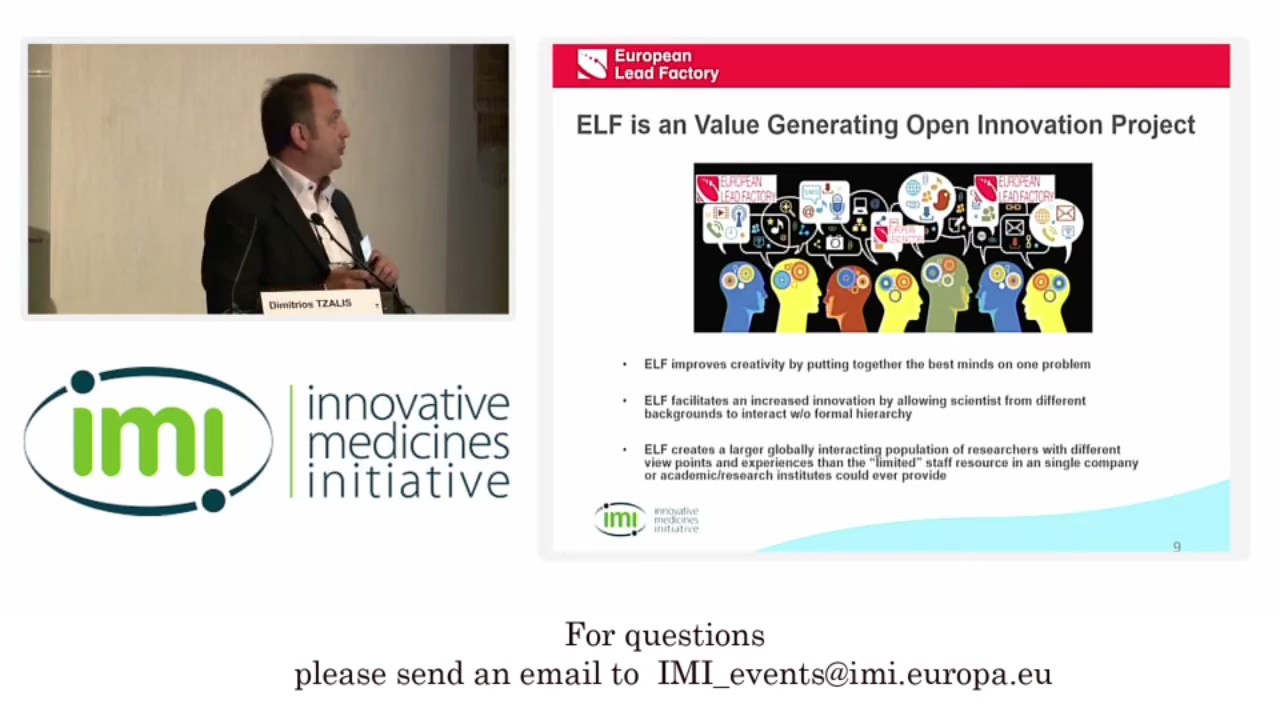 Dimitrios TZALIS
imi
innovative
medicines
initiative
European
Lead Factory
ELF is an Value Generating Open Innovation Project
EUROPEAN
LEAD FACTORY
SMS
EUROPEAN
LEAD FACTORY
• ELF improves creativity by putting together the best minds on one problem
• ELF facilitates an increased innovation by allowing scientist from different
backgrounds to interact w/o formal hierarchy
• ELF creates a larger globally interacting population of researchers with different
view points and experiences than the “limited” staff resource in an single company
or academic/research institutes could ever provide
imi
innovative
medicines
initiative
9
For questions
please send an email to IMI_events@imi.europa.eu